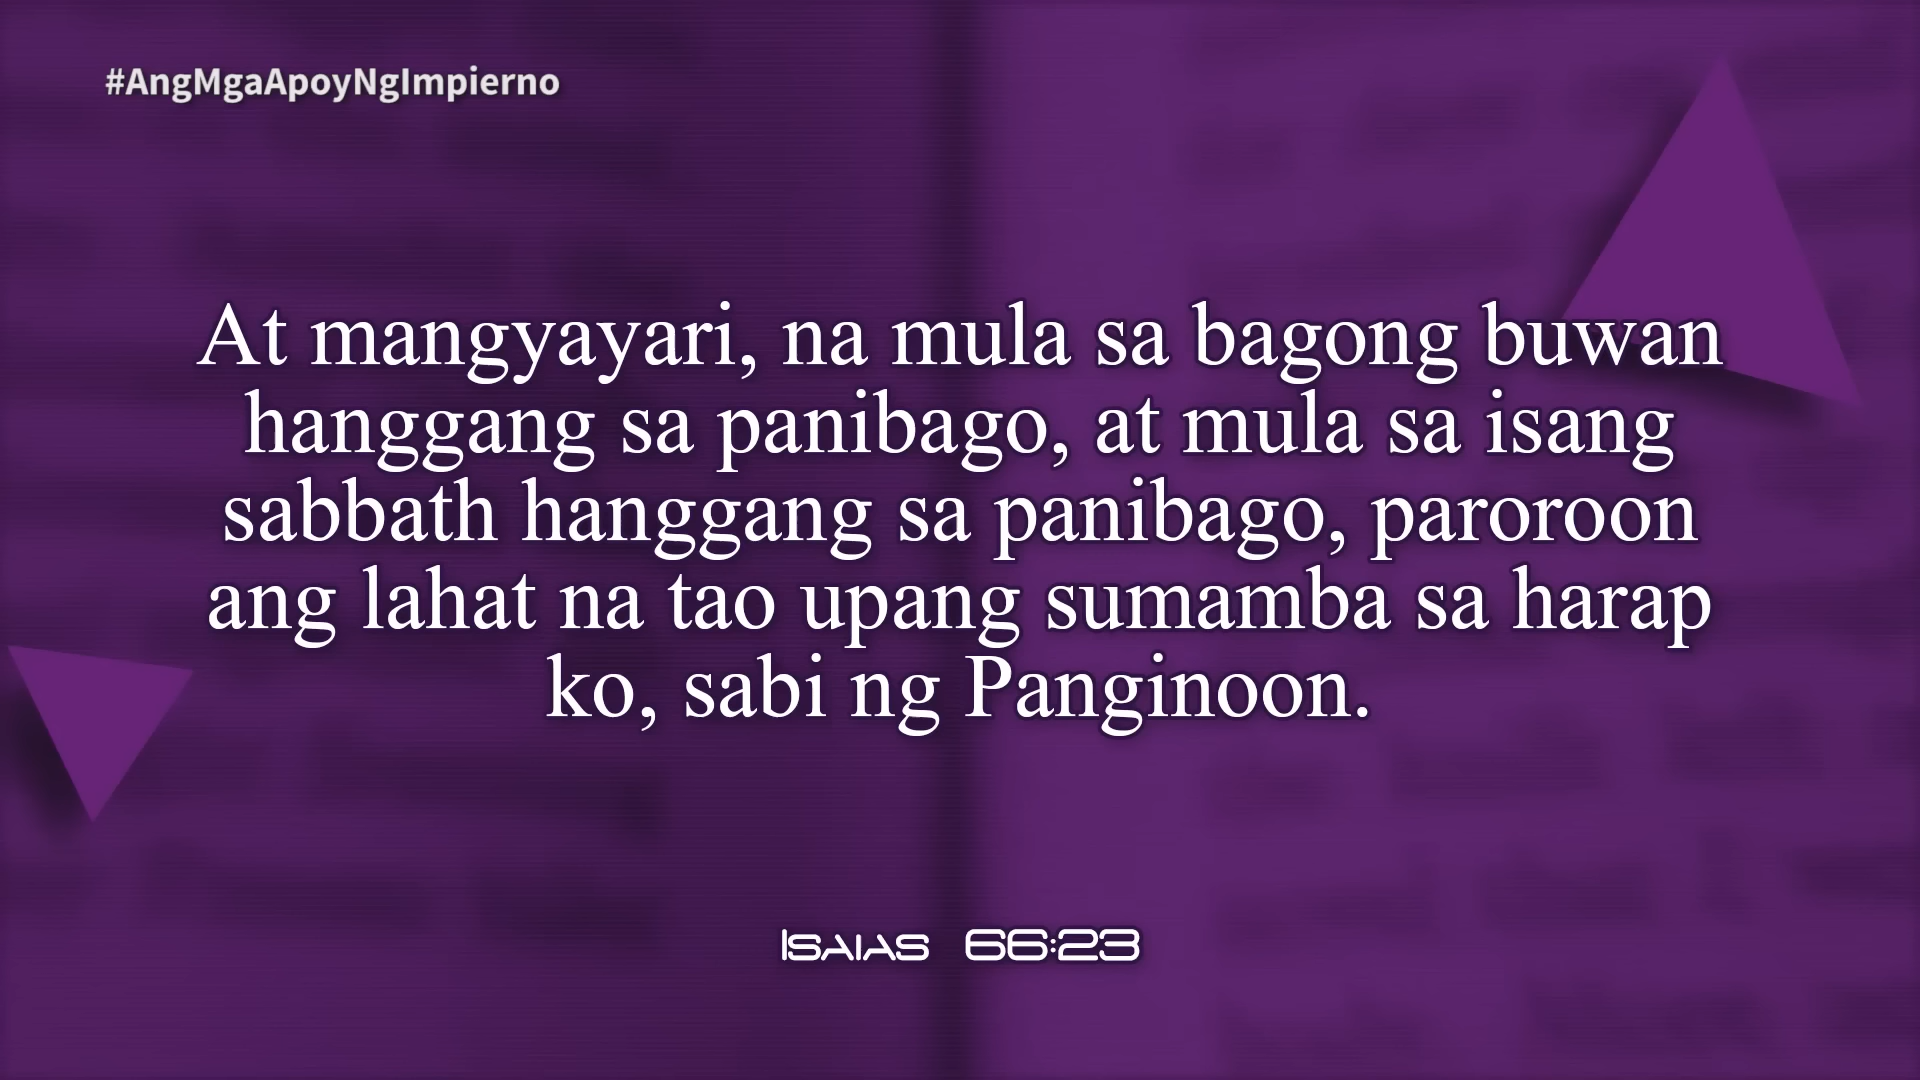 #AngMgaApoyNgImpierno
At mangyayari, na mula sa bagong buwan
hanggang sa panibago, at mula sa isang
sabbath hanggang sa panibago, paroroon
ang lahat na tao upang sumamba sa harap
ko, sabi ng Panginoon.
Isaias 66:23